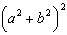 (a² + b²)²